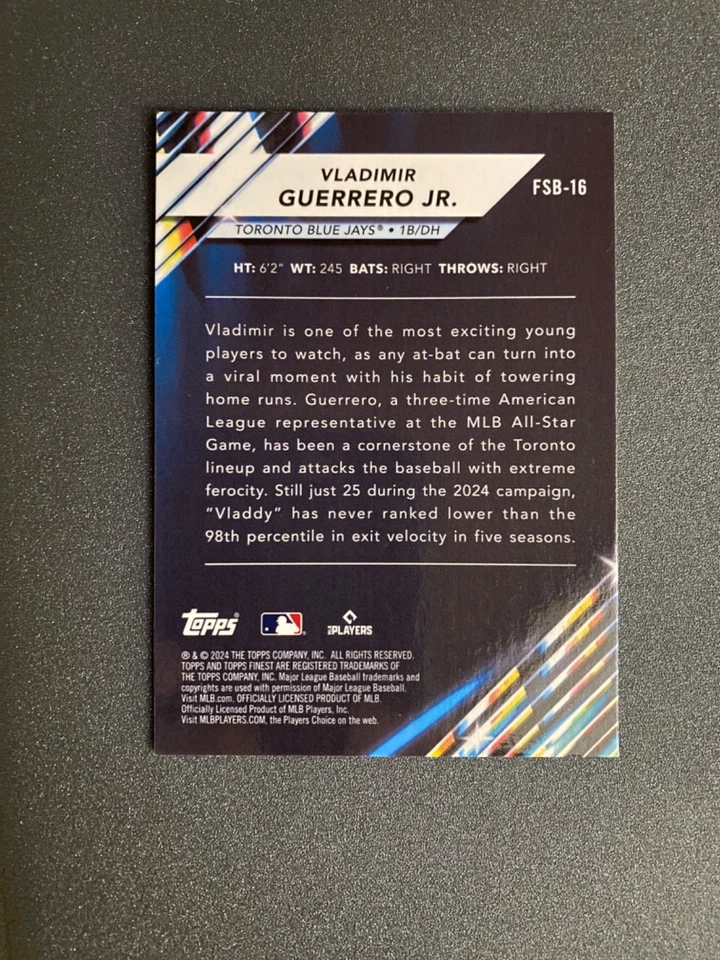 VLADIMIR
GUERRERO JR.
FSB-16
TORONTO BLUE JAYS® • 1B/DH
HT: 6'2" WT: 245 BATS: RIGHT THROWS: RIGHT
Vladimir is one of the most exciting young
players to watch, as any at-bat can turn into
a viral moment with his habit of towering
home runs. Guerrero, a three-time American
League representative at the MLB All-Star
Game, has been a cornerstone of the Toronto
lineup and attacks the baseball with extreme
ferocity. Still just 25 during the 2024 campaign,
"Vladdy" has never ranked lower than the
98th percentile in exit velocity in five seasons.
Topps®
MLB PLAYERS
® & © 2024 THE TOPPS COMPANY, INC. ALL RIGHTS RESERVED.
TOPPS AND TOPPS FINEST ARE REGISTERED TRADEMARKS OF
THE TOPPS COMPANY, INC. Major League Baseball trademarks and
copyrights are used with permission of Major League Baseball.
Visit MLB.com. OFFICIALLY LICENSED PRODUCT OF MLB.
Officially Licensed Product of MLB Players, Inc.
Visit MLBPLAYERS.COM, the Players Choice on the web.